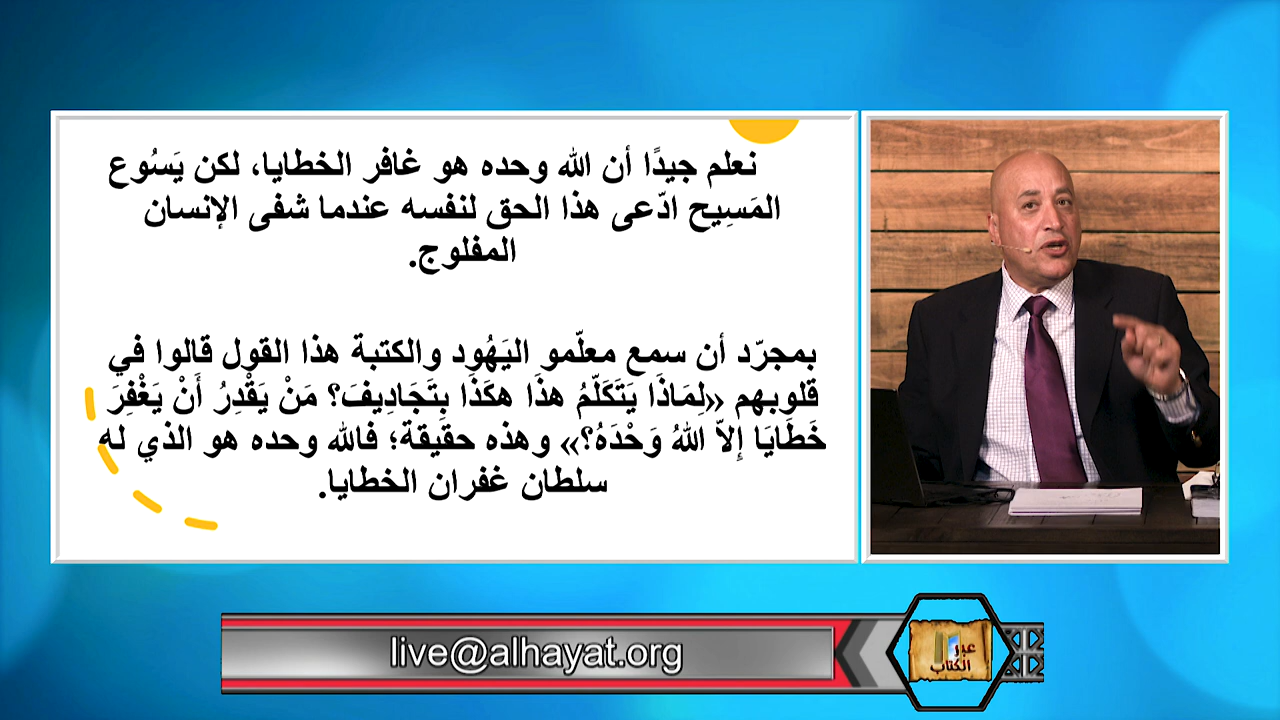 نعلم جيدًا أن الله وحده هو غافر الخطايا، لكن يَسُوع
المَسِيح ادّعى هذا الحق لنفسه عندما شفى الإنسان
المفلوج.
بمجرّد أن سمع معلّمو اليَهُود والكتبة هذا القول قالوا في
قلوبهم «لِمَاذَا يَتَكَلَّمُ هذَا هكَذَا بِتَجَادِيفَ؟ مَنْ يَقْدِرُ أَنْ يَغْفِرَ
خَطَايَا إِلاَّ اللهُ وَحْدَهُ؟» وهذه حقيقة؛ فالله وحده هو الذي له
سلطان غفران الخطايا.
live@alhayat.org
عبر
الكتاب